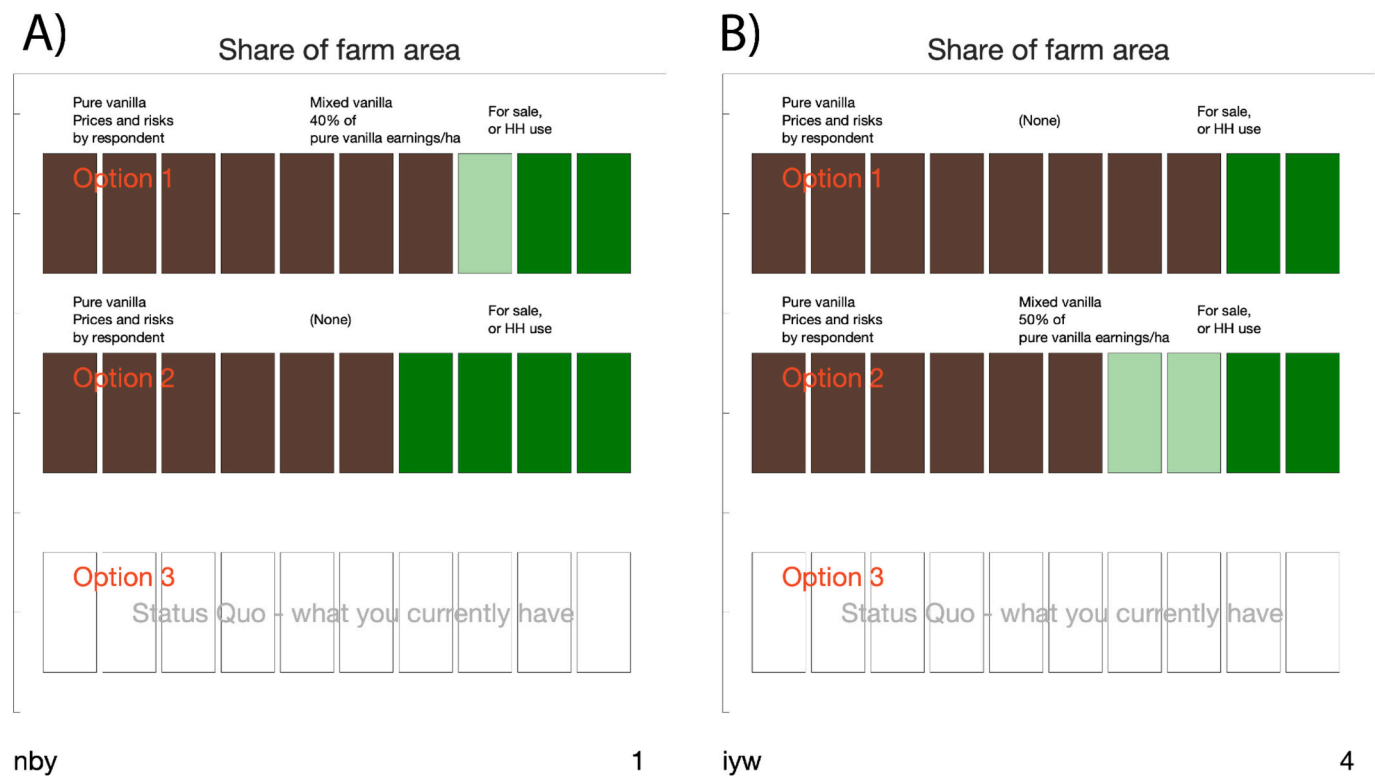 A)
Share of farm area
Pure vanilla
Prices and risks
by respondent
Mixed vanilla
40% of
pure vanilla earnings/ha
For sale,
or HH use
Option 1
Pure vanilla
Prices and risks
by respondent
(None)
For sale,
or HH use
Option 2
Option 3
Status Quo - what you currently have
nby
1
B)
Share of farm area
Pure vanilla
Prices and risks
by respondent
(None)
For sale,
or HH use
Option 1
Pure vanilla
Prices and risks
by respondent
Mixed vanilla
50% of
pure vanilla earnings/ha
For sale,
or HH use
Option 2
Option 3
Status Quo - what you currently have
iyw
4